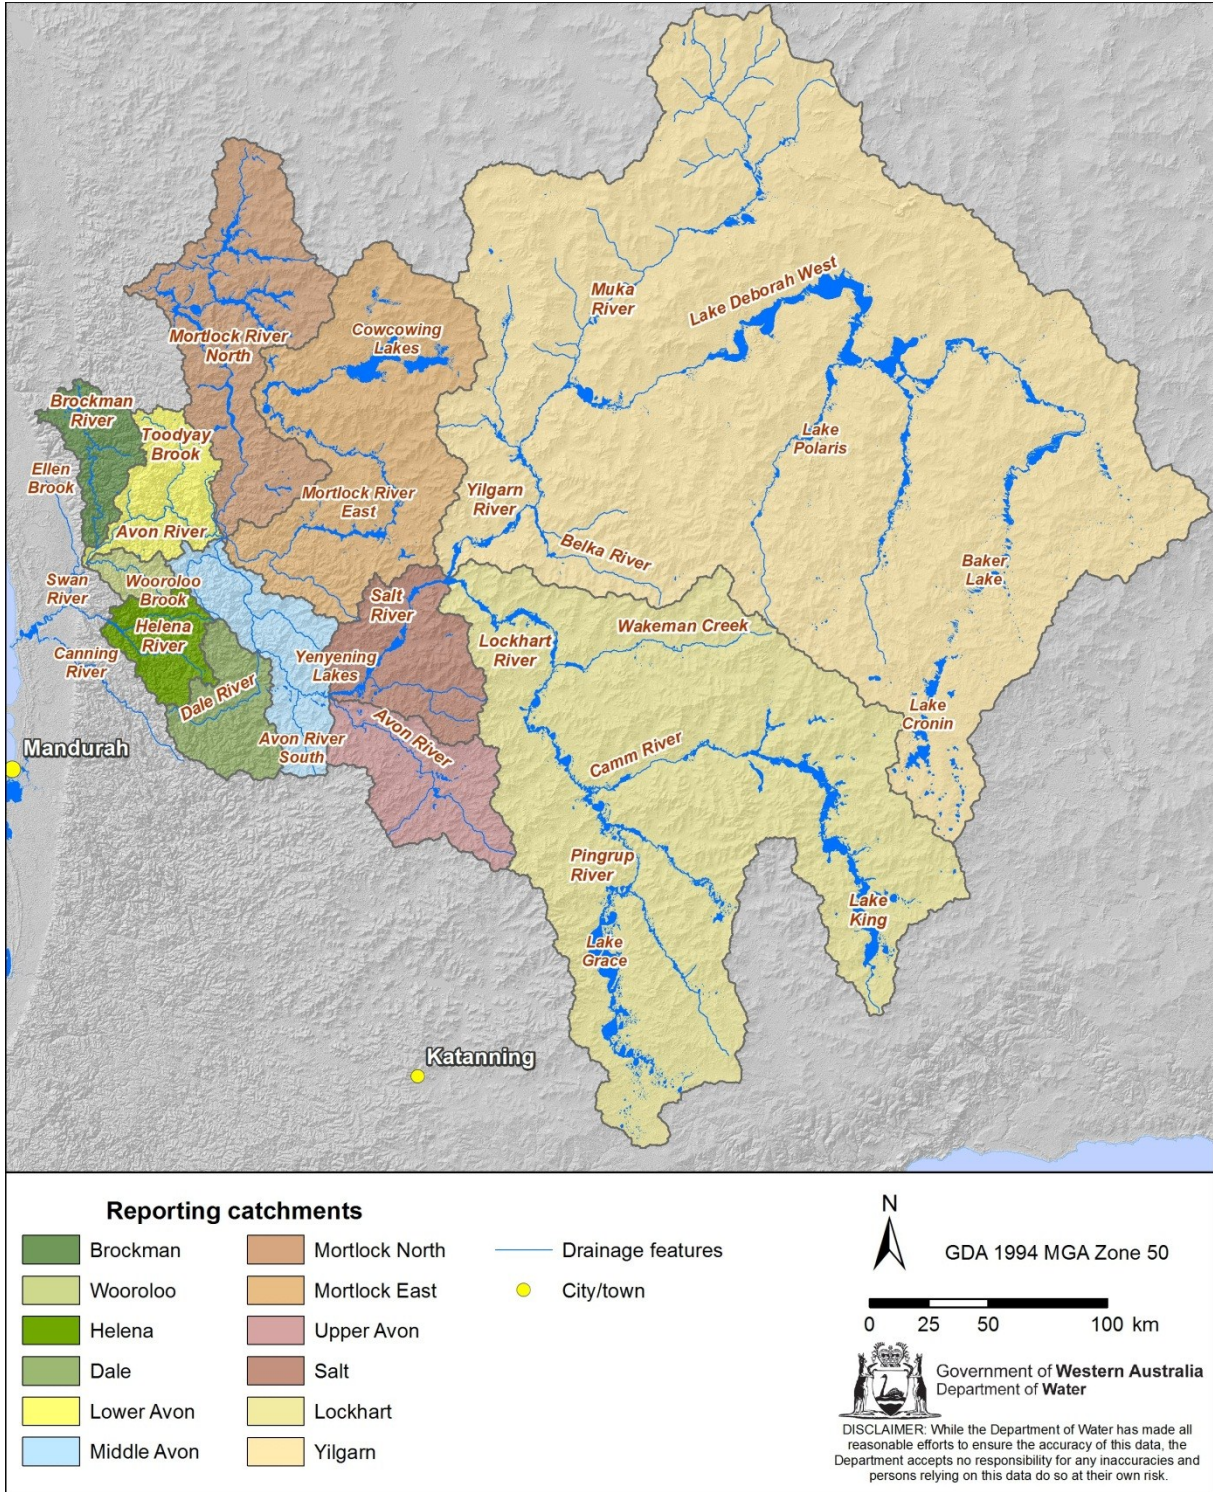 Muka
River
Lake Deborah West
Mortlock River
North
Cowcowing
Lakes
Brockman
River
Toodyay
Brook
Lake
Polaris
Ellen
Brook
Mortlock River
East
Yilgarn
River
Avon River
Belka River
Baker
Lake
Swan
River
Wooroloo
Brook
Salt
River
Helena
River
Wakeman Creek
Lockhart
River
Canning
River
Yenyening
Lakes
Dale River
Avon River
Lake
Cronin
Avon River
South
Mandurah
Camm River
Pingrup
River
Lake
King
Lake
Grace
Katanning
Reporting catchments
Brockman
Wooroloo
Helena
Dale
Lower Avon
Middle Avon
Mortlock North
Mortlock East
Upper Avon
Salt
Lockhart
Yilgarn
Drainage features
City/town
N
GDA 1994 MGA Zone 50
0 25 50 100 km
Government of Western Australia
Department of Water
DISCLAIMER: While the Department of Water has made all
reasonable efforts to ensure the accuracy of this data, the
Department accepts no responsibility for any inaccuracies and
persons relying on this data do so at their own risk.